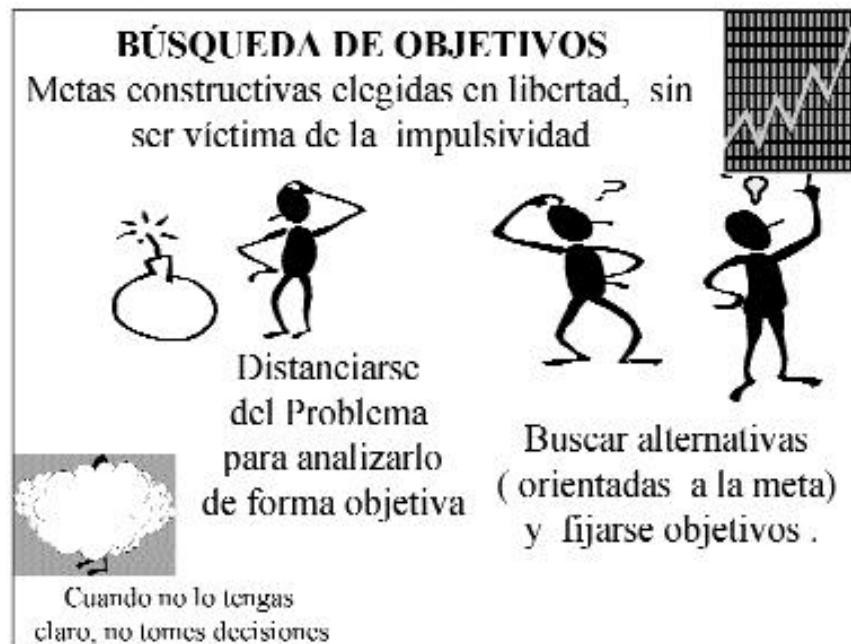 BÚSQUEDA DE OBJETIVOS
Metas constructivas elegidas en libertad, sin
ser víctima de la impulsividad
?
Distanciarse
del Problema
para analizarlo
de forma objetiva
Buscar alternativas
( orientadas a la meta)
y fijarse objetivos .
Cuando no lo tengas
claro, no tomes decisiones